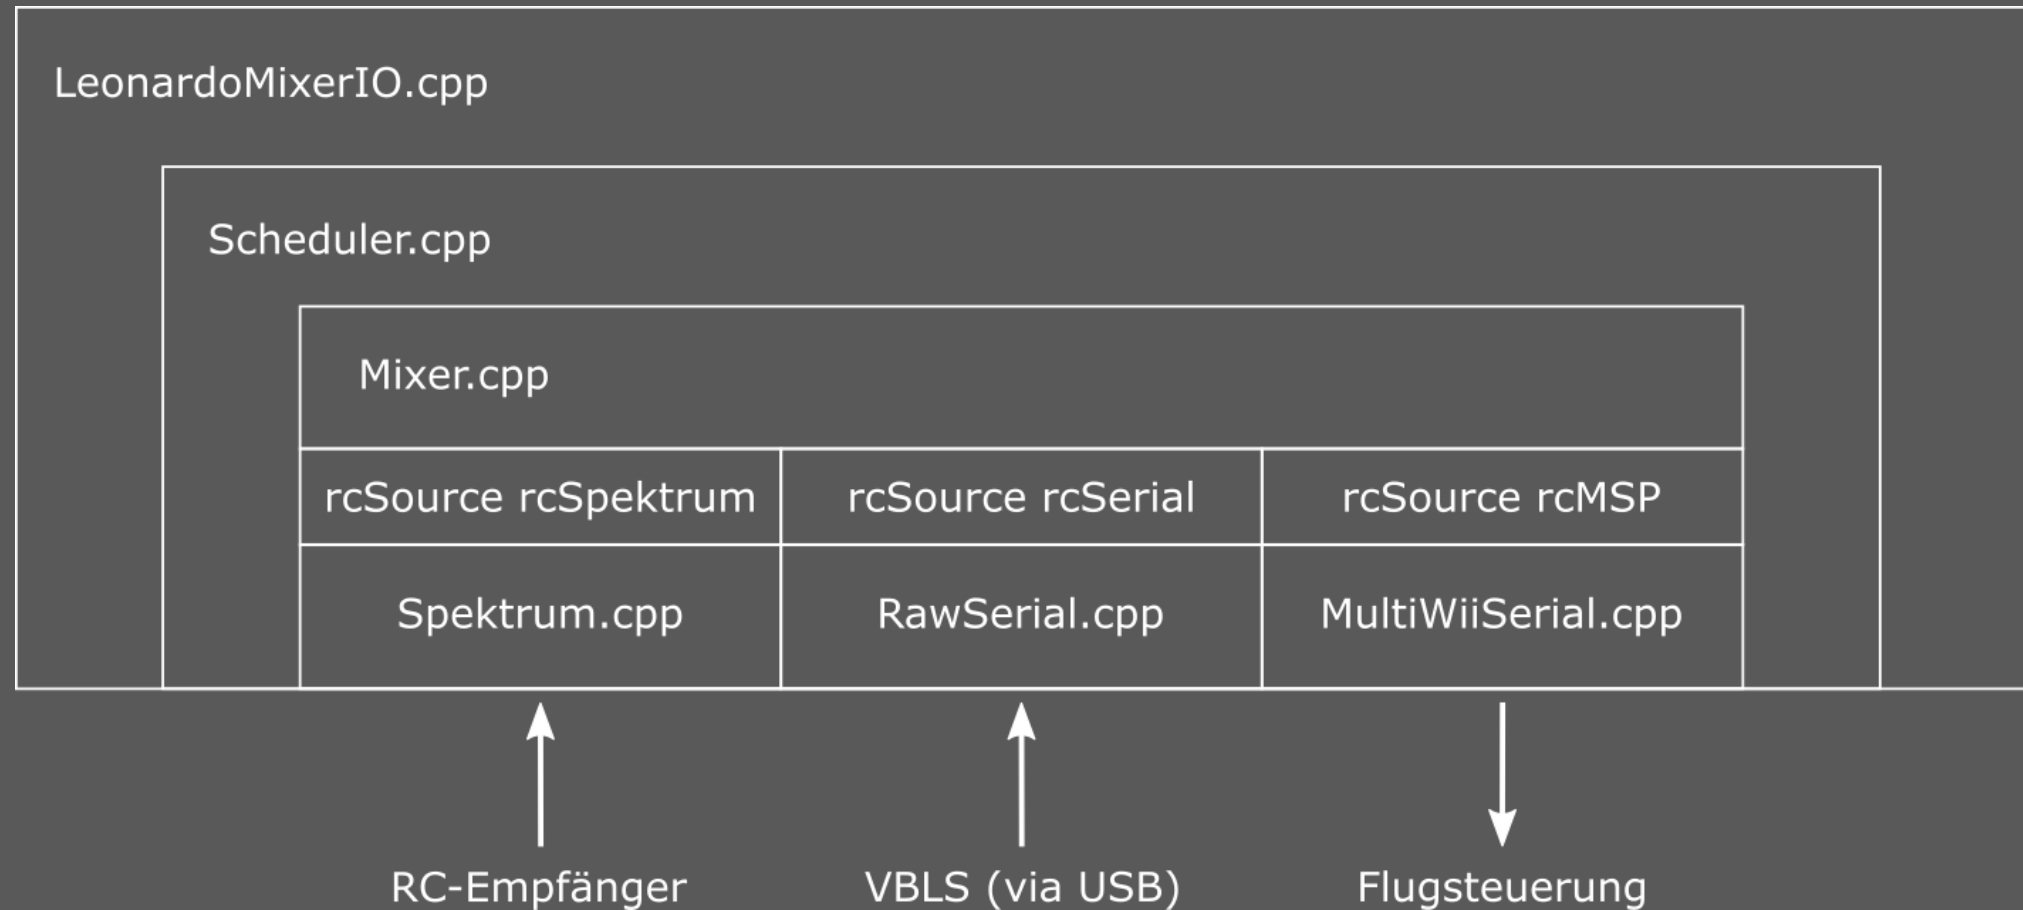 LeonardoMixerIO.cpp
Scheduler.cpp
Mixer.cpp
rcSource rcSpektrum
rcSource rcSerial
rcSource rcMSP
Spektrum.cpp
RawSerial.cpp
MultiWiiSerial.cpp
RC-Empfänger
VBLS (via USB)
Flugsteuerung